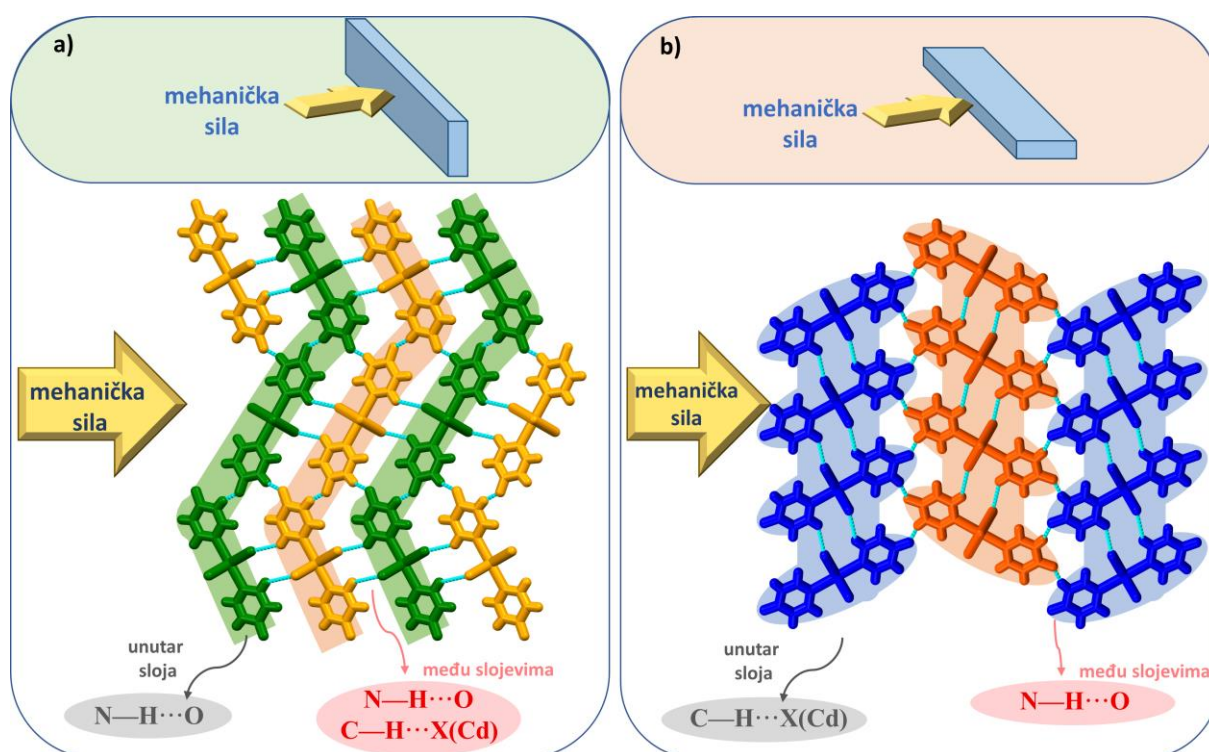 a)
mehanička
sila
mehanička
sila
unutar
sloja
N—H···O
među slojevima
N—H···O
C—H···X(Cd)
b)
mehanička
sila
mehanička
sila
unutar
sloja
C—H···X(Cd)
među slojevima
N—H···O